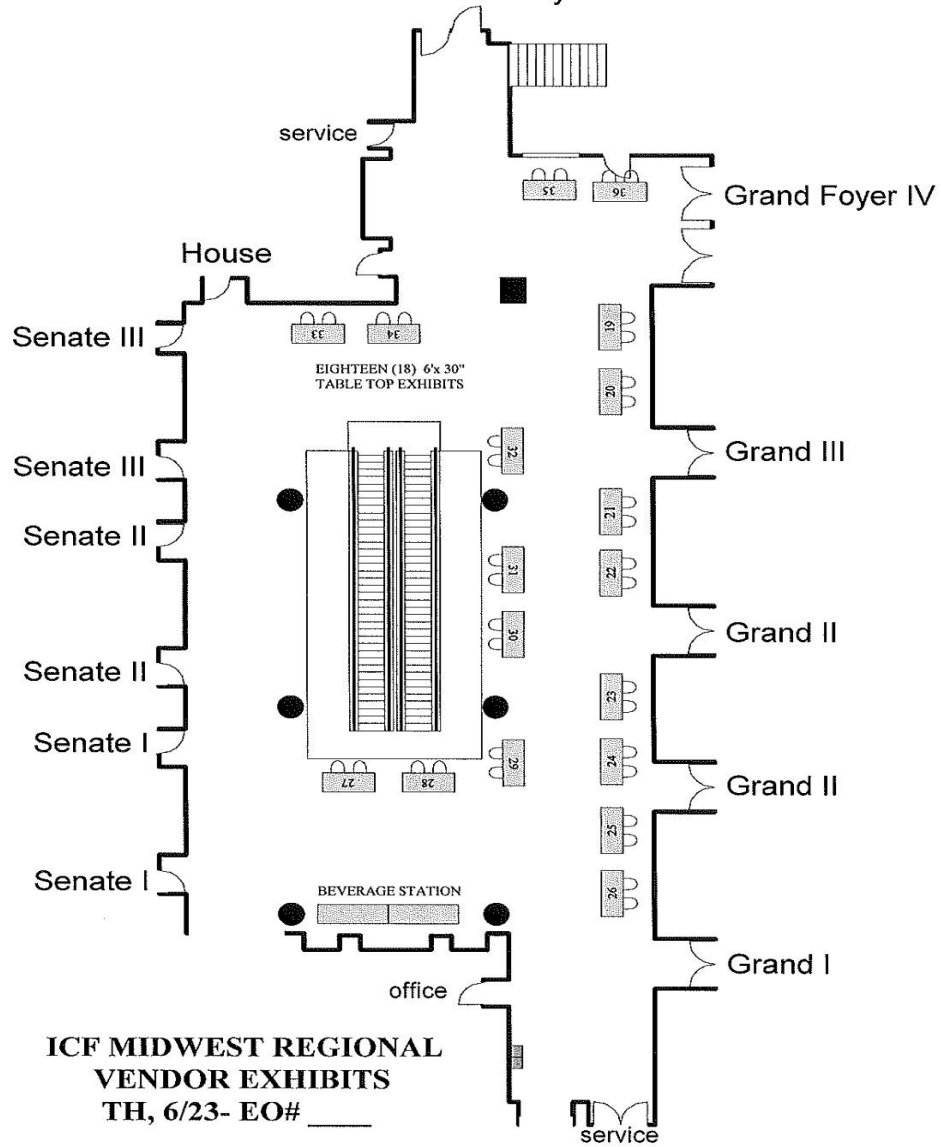 service
35
36
Grand Foyer IV
House
Senate III
33
34
19
EIGHTEEN (18) 6'x 30"
TABLE TOP EXHIBITS
20
32
Senate III
Grand III
21
Senate II
31
22
30
Grand II
Senate II
23
Senate I
29
24
27
28
Grand II
25
Senate I
BEVERAGE STATION
26
Grand I
office
ICF MIDWEST REGIONAL
VENDOR EXHIBITS
TH, 6/23- EO# ____
service